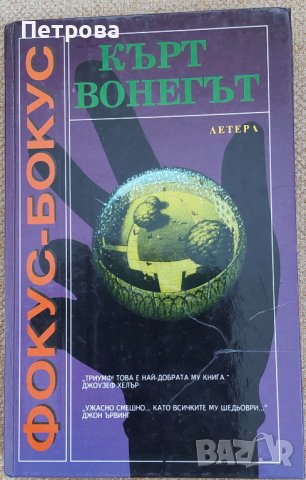 Петрова
КЪРТ
ВОНЕГЪТ
ЛЕТЕРА
ФОКУС-БОКУС
„ТРИУМФ! ТОВА Е НАЙ-ДОБРАТА МУ КНИГА."
ДЖОУЗЕФ ХЕЛЪР
„УЖАСНО СМЕШНО... КАТО ВСИЧКИТЕ МУ ШЕДЬОВРИ..."
ДЖОН ЪРВИНГ
BAZAR